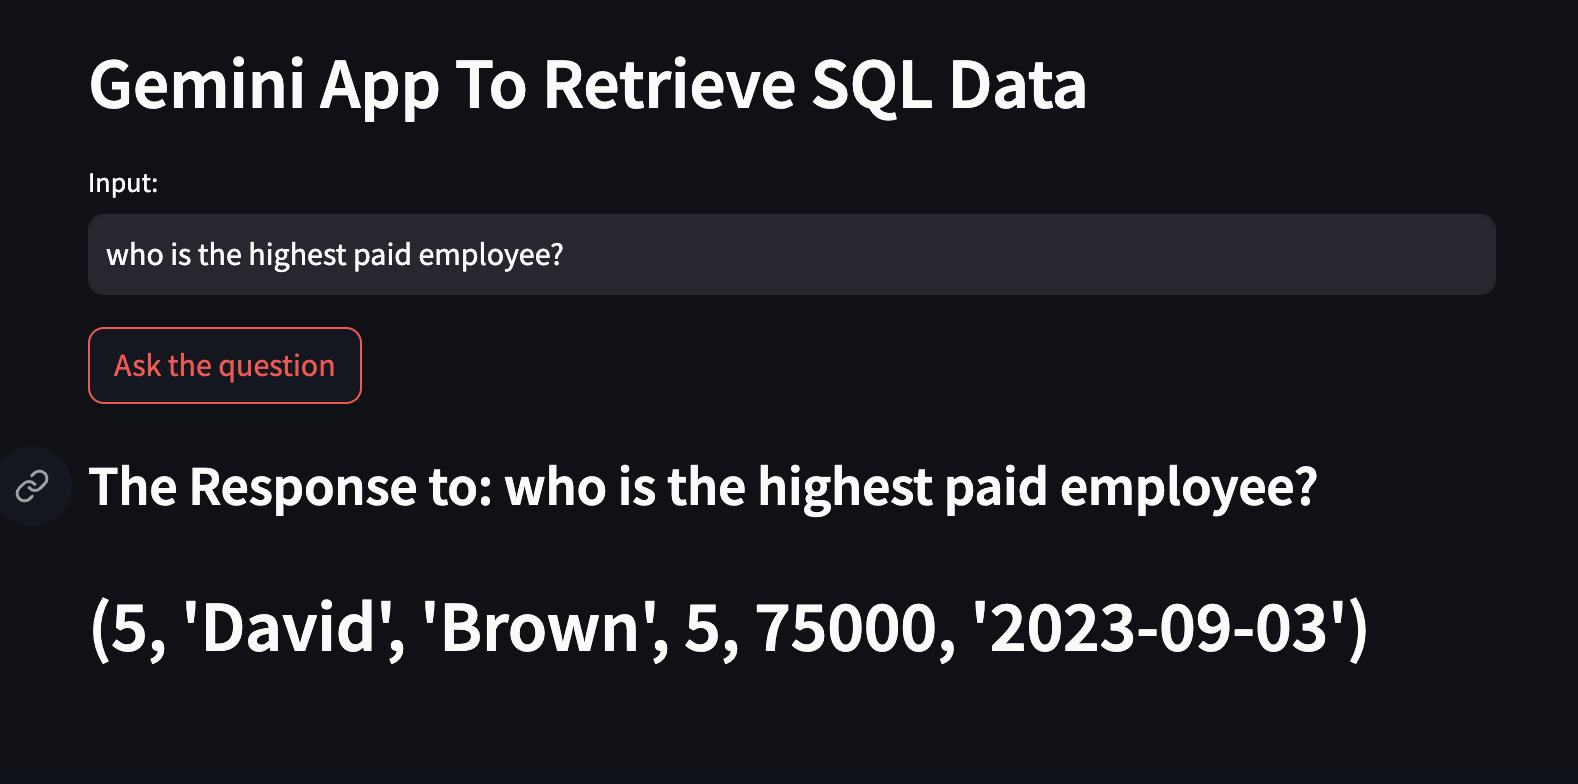 Gemini App To Retrieve SQL Data
Input:
who is the highest paid employee?
Ask the question
The Response to: who is the highest paid employee?
(5, 'David', 'Brown', 5, 75000, '2023-09-03')